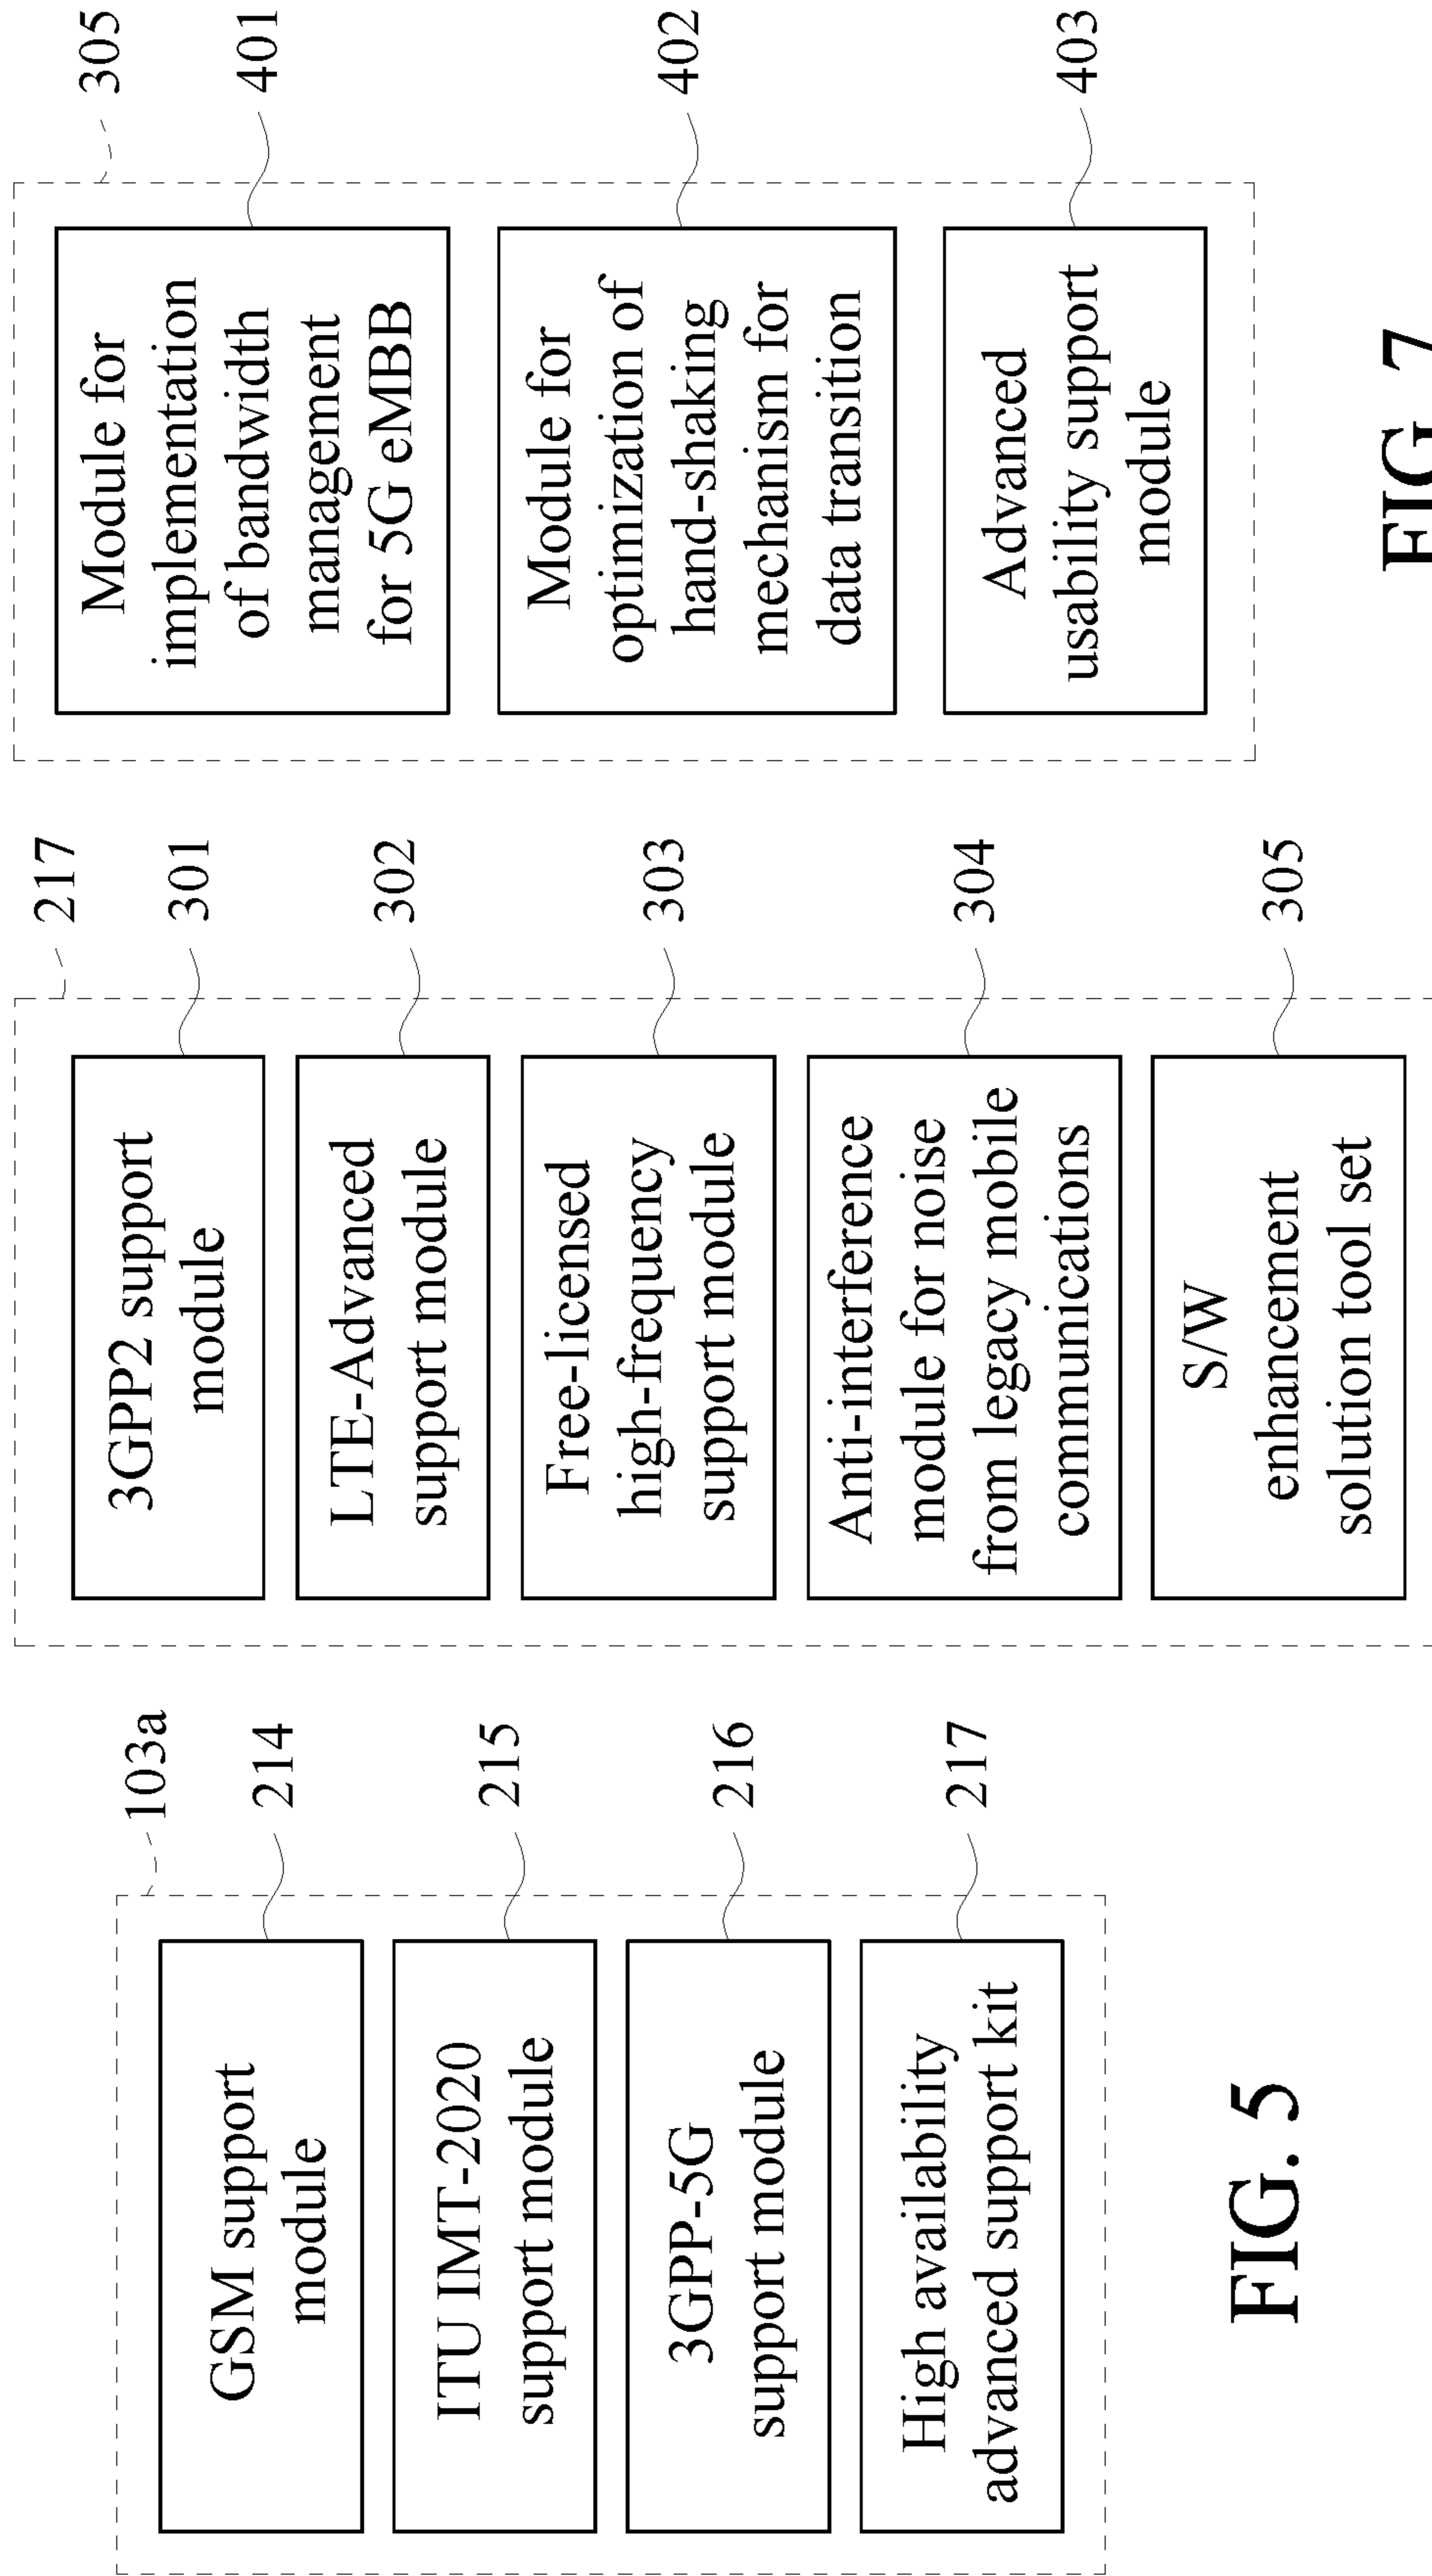 103a
GSM support
module
214
ITU IMT-2020
support module
215
3GPP-5G
support module
216
High availability
advanced support kit
217
FIG. 5
217
3GPP2 support
module
301
LTE-Advanced
support module
302
Free-licensed
high-frequency
support module
303
Anti-interference
module for noise
from legacy mobile
communications
304
S/W
enhancement
solution tool set
305
305
Module for
implementation
of bandwidth
management
for 5G eMBB
401
Module for
optimization of
hand-shaking
mechanism for
data transition
402
Advanced
usability support
module
403
FIG. 7